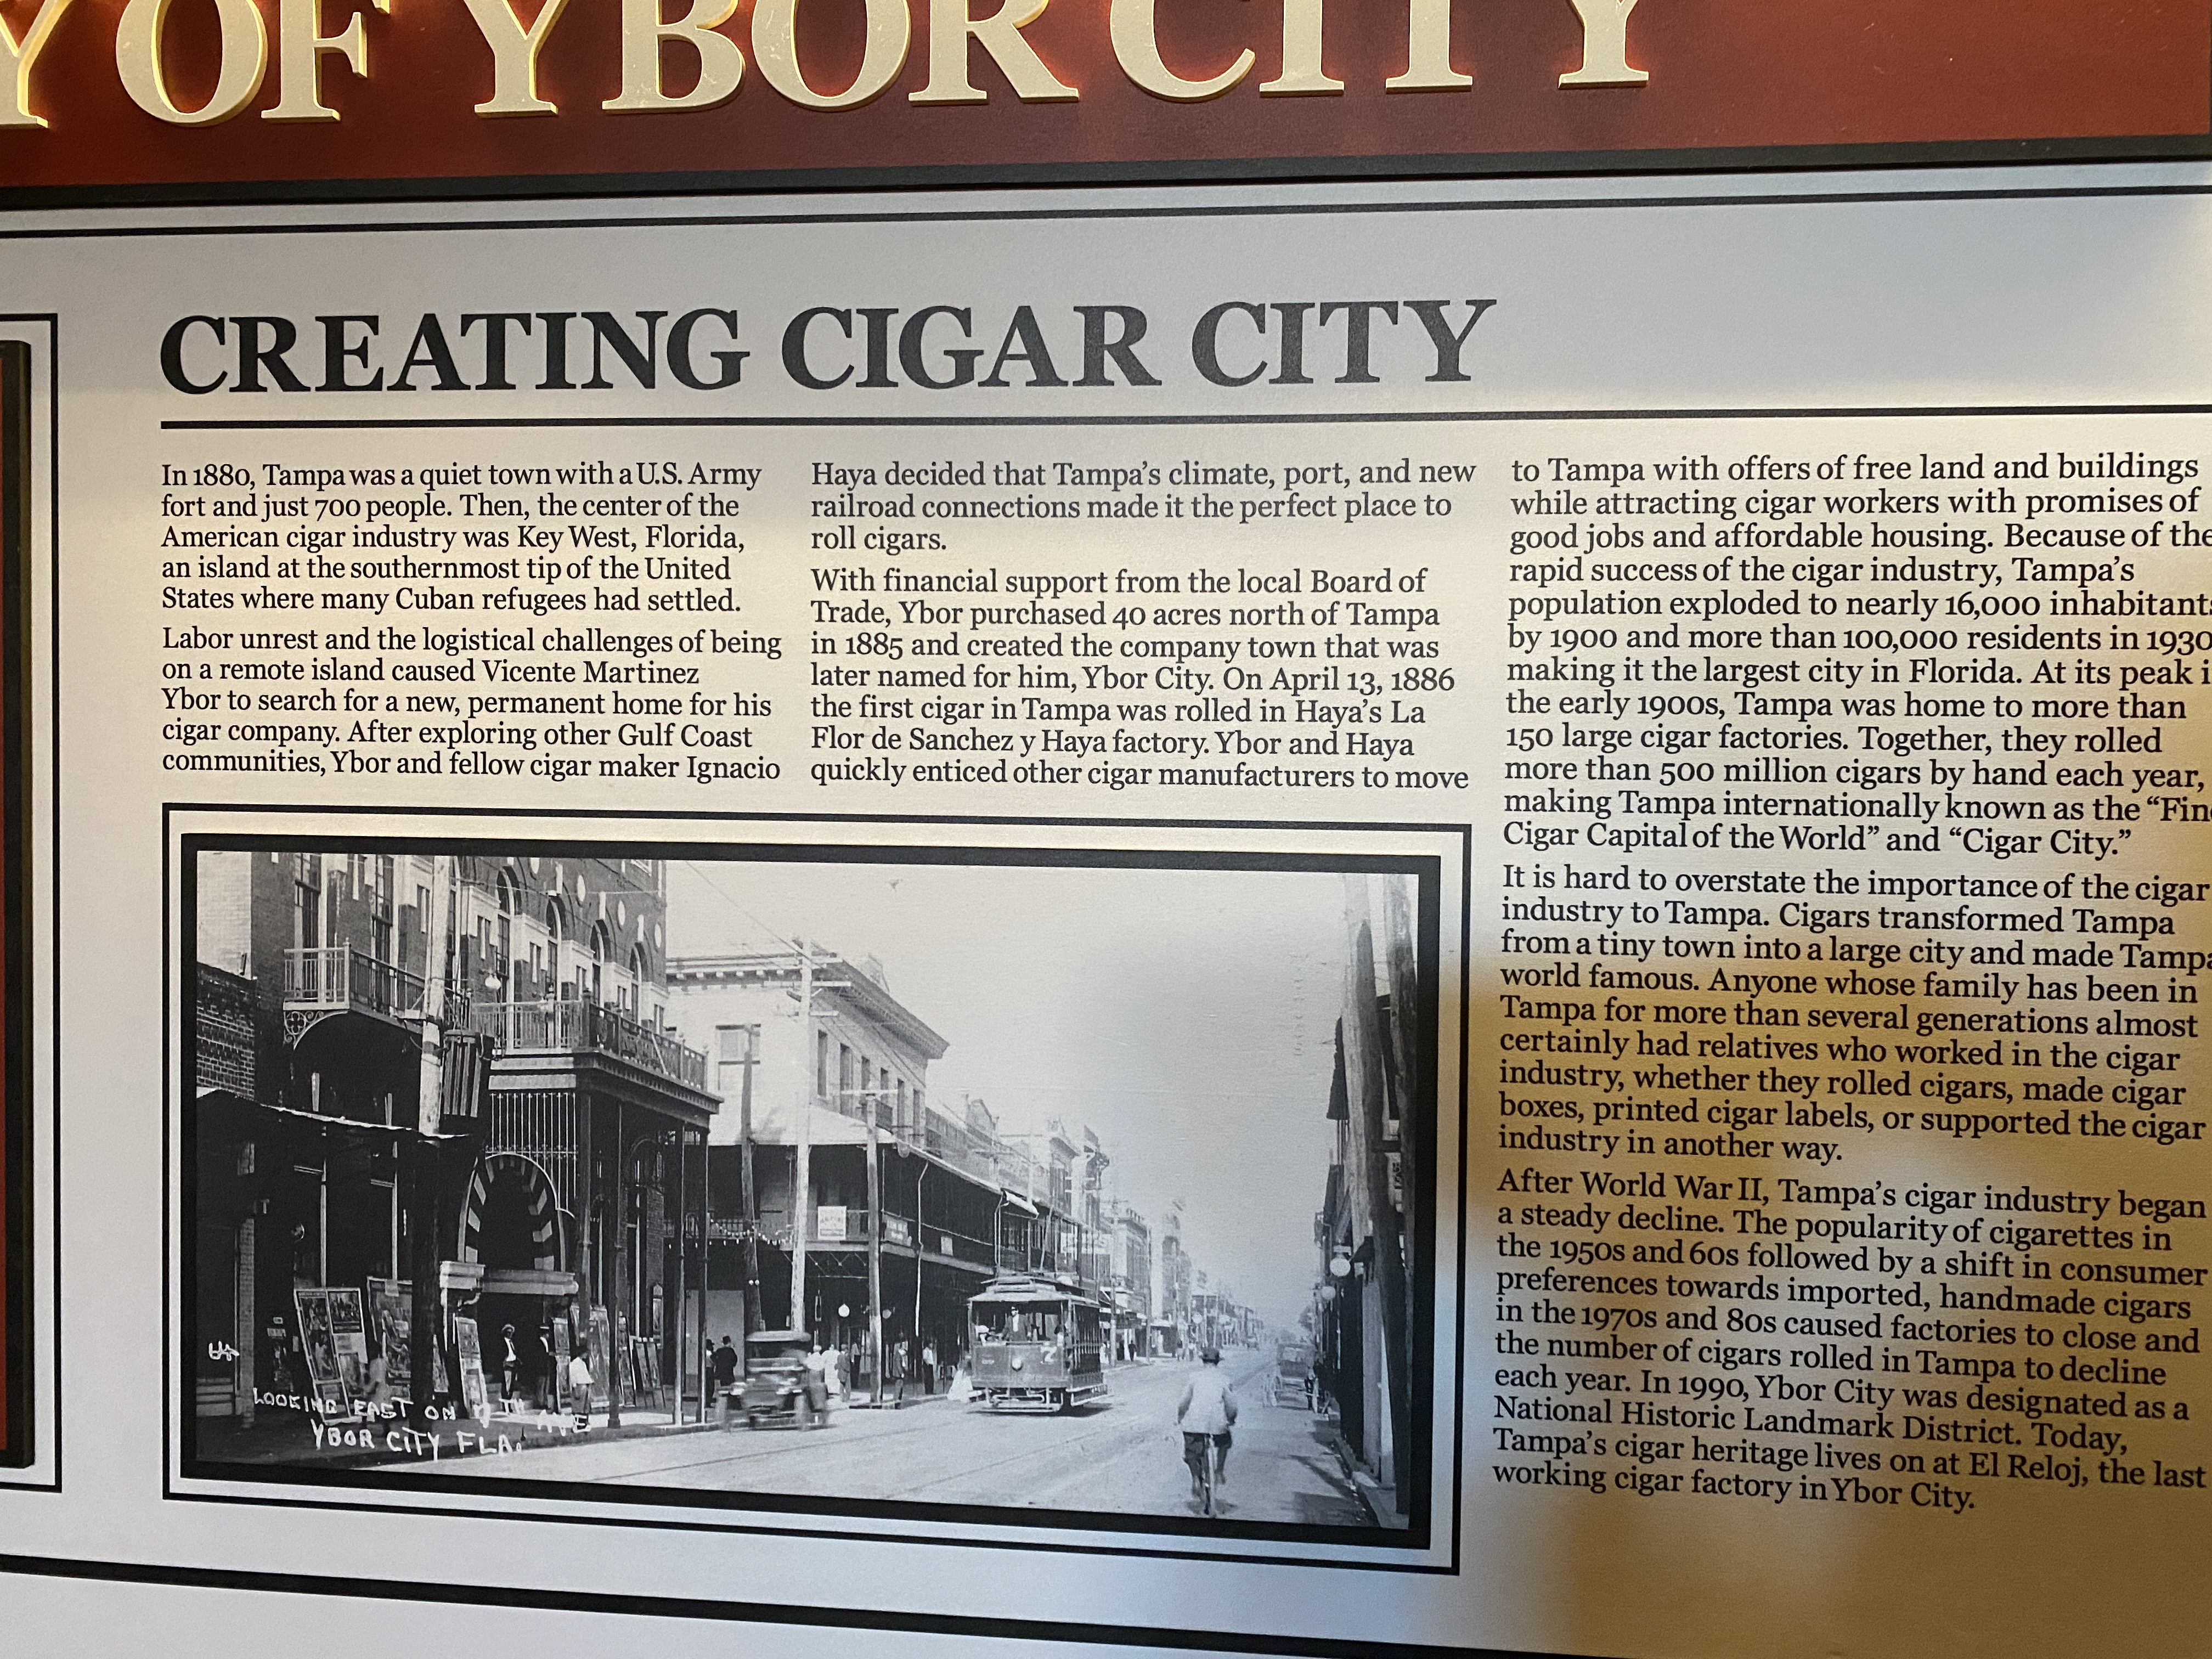 Y OF YBOR CITY
CREATING CIGAR CITY
In 1880, Tampa was a quiet town with a U.S. Army
fort and just 700 people. Then, the center of the
American cigar industry was Key West, Florida,
an island at the southernmost tip of the United
States where many Cuban refugees had settled.
Labor unrest and the logistical challenges of being
on a remote island caused Vicente Martinez
Ybor to search for a new, permanent home for his
cigar company. After exploring other Gulf Coast
communities, Ybor and fellow cigar maker Ignacio
Haya decided that Tampa's climate, port, and new
railroad connections made it the perfect place to
roll cigars.
With financial support from the local Board of
Trade, Ybor purchased 40 acres north of Tampa
in 1885 and created the company town that was
later named for him, Ybor City. On April 13, 1886
the first cigar in Tampa was rolled in Haya's La
Flor de Sanchez y Haya factory. Ybor and Haya
quickly enticed other cigar manufacturers to move
to Tampa with offers of free land and buildings
while attracting cigar workers with promises of
good jobs and affordable housing. Because of the
rapid success of the cigar industry, Tampa's
population exploded to nearly 16,000 inhabitants
by 1900 and more than 100,000 residents in 1930
making it the largest city in Florida. At its peak i
the early 1900s, Tampa was home to more than
150 large cigar factories. Together, they rolled
more than 500 million cigars by hand each year,
making Tampa internationally known as the "Fin
Cigar Capital of the World" and "Cigar City."
It is hard to overstate the importance of the cigar
industry to Tampa. Cigars transformed Tampa
from a tiny town into a large city and made Tampa
world famous. Anyone whose family has been in
Tampa for more than several generations almost
certainly had relatives who worked in the cigar
industry, whether they rolled cigars, made cigar
boxes, printed cigar labels, or supported the cigar
industry in another way.
After World War II, Tampa's cigar industry began
a steady decline. The popularity of cigarettes in
the 1950s and 60s followed by a shift in consumer
preferences towards imported, handmade cigars
in the 1970s and 80s caused factories to close and
the number of cigars rolled in Tampa to decline
each year. In 1990, Ybor City was designated as a
National Historic Landmark District. Today,
Tampa's cigar heritage lives on at El Reloj, the last
working cigar factory in Ybor City.
7
LOOKING EAST ON 7TH AVE
YBOR CITY FLA.